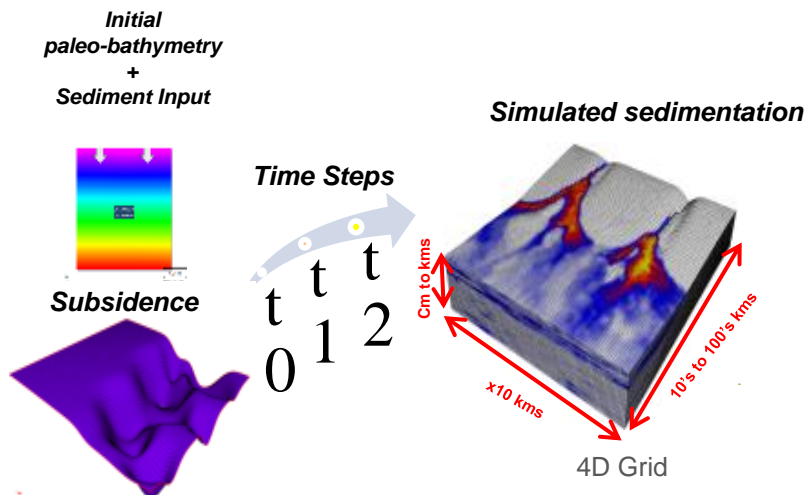 Initial
paleo-bathymetry
+
Sediment Input
Subsidence
Time Steps
t
0
t
1
t
2
Simulated sedimentation
Cm to kms
x10 kms
10's to 100's kms
4D Grid